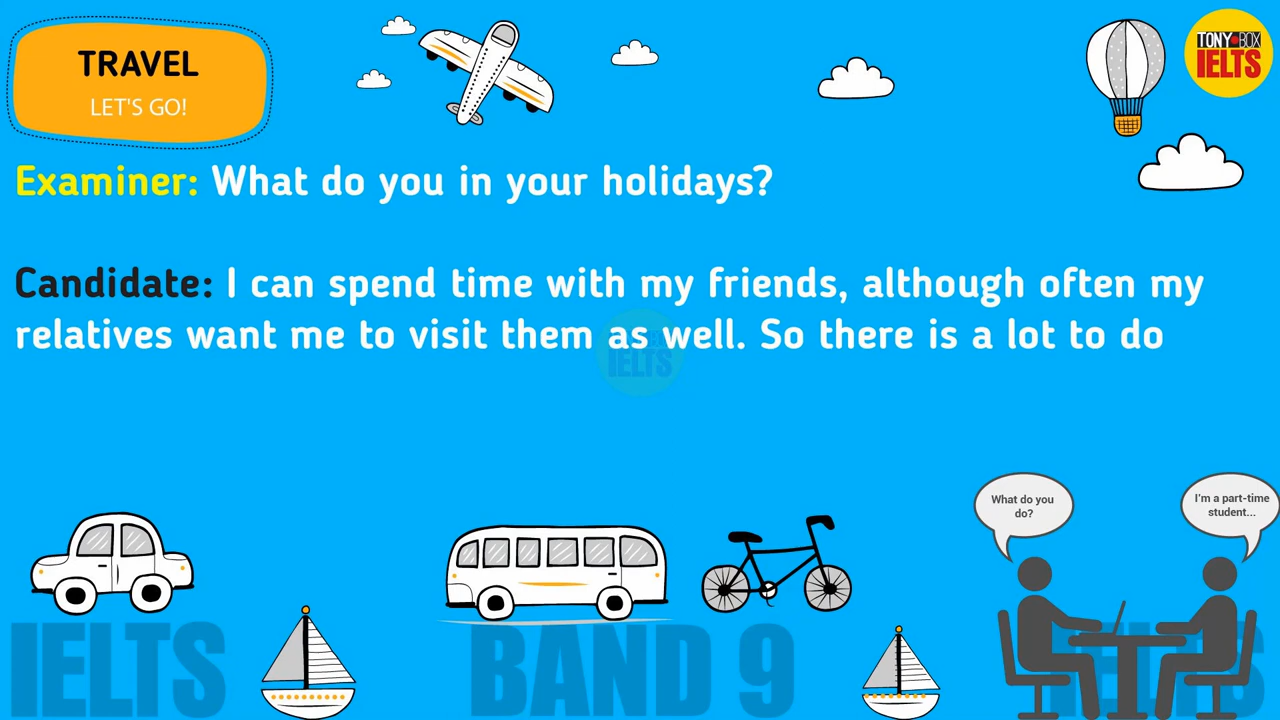 TRAVEL
LET'S GO!
TONY BOX
IELTS
Examiner: What do you in your holidays?
Candidate: I can spend time with my friends, although often my
relatives want me to visit them as well. So there is a lot to do
IELTS
What do you
do?
I'm a part-time
student...
IELTS
BAND 9